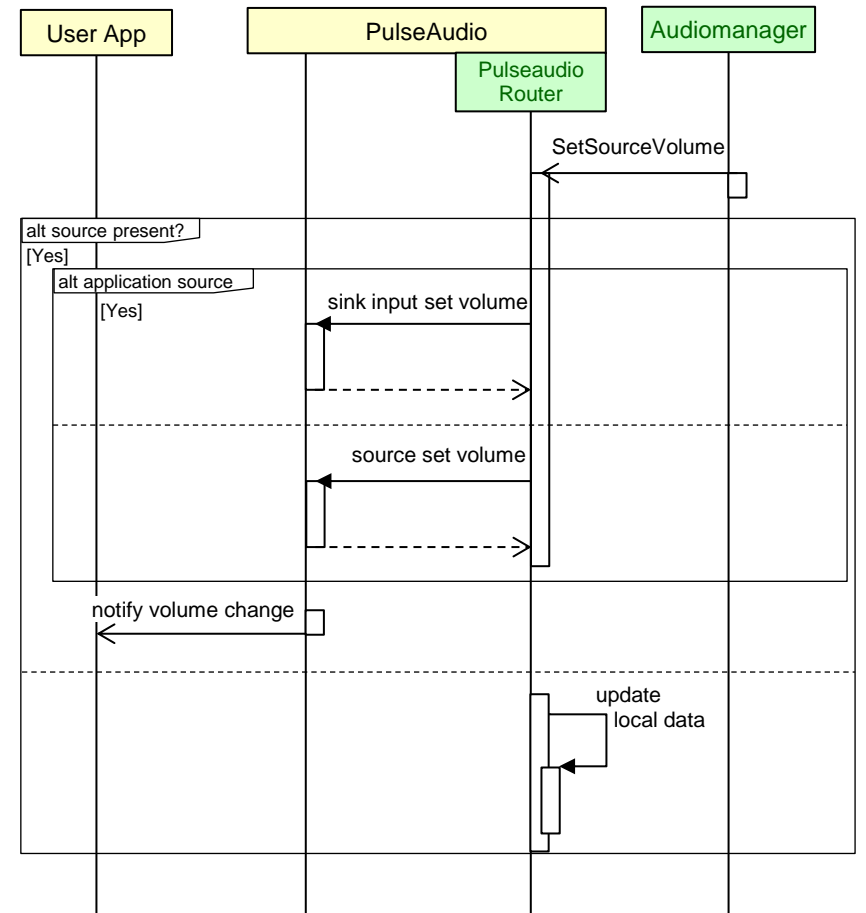 User App
PulseAudio
Audiomanager
Pulseaudio
Router
SetSourceVolume
alt source present?
[Yes]
alt application source
[Yes]
sink input set volume
source set volume
notify volume change
update
local data